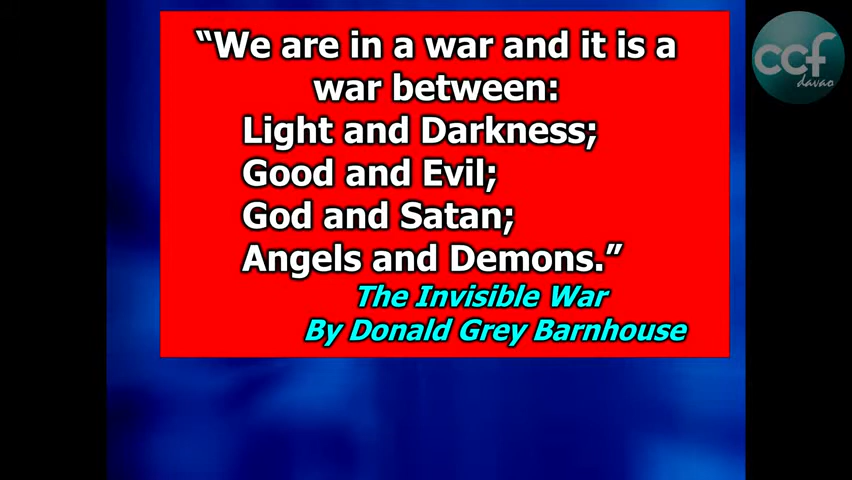 “We are in a war and it is a
war between:
Light and Darkness;
Good and Evil;
God and Satan;
Angels and Demons.”
The Invisible War
By Donald Grey Barnhouse
ccf
davao